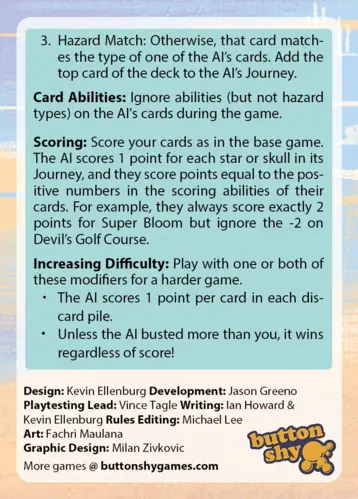 3. Hazard Match: Otherwise, that card match-
es the type of one of the AI's cards. Add the
top card of the deck to the AI's Journey.
Card Abilities: Ignore abilities (but not hazard
types) on the AI's cards during the game.
Scoring: Score your cards as in the base game.
The AI scores 1 point for each star or skull in its
Journey, and they score points equal to the pos-
itive numbers in the scoring abilities of their
cards. For example, they always score exactly 2
points for Super Bloom but ignore the -2 on
Devil's Golf Course.
Increasing Difficulty: Play with one or both of
these modifiers for a harder game.
• The AI scores 1 point per card in each dis-
card pile.
• Unless the AI busted more than you, it wins
regardless of score!
Design: Kevin Ellenburg Development: Jason Greeno
Playtesting Lead: Vince Tagle Writing: Ian Howard &
Kevin Ellenburg Rules Editing: Michael Lee
Art: Fachri Maulana
Graphic Design: Milan Zivkovic
More games @ buttonshygames.com
button
shy